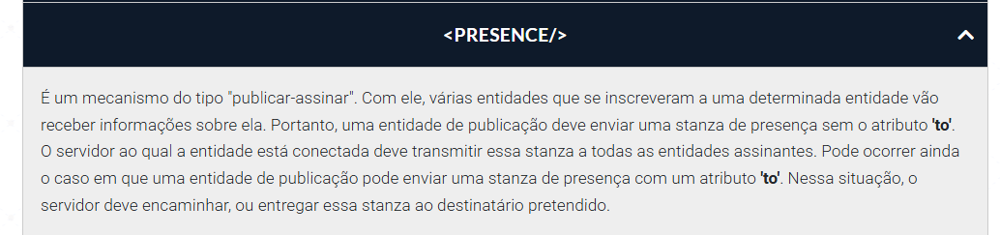 <PRESENCE/>
É um mecanismo do tipo "publicar-assinar". Com ele, várias entidades que se inscreveram a uma determinada entidade vão
receber informações sobre ela. Portanto, uma entidade de publicação deve enviar uma stanza de presença sem o atributo 'to'.
O servidor ao qual a entidade está conectada deve transmitir essa stanza a todas as entidades assinantes. Pode ocorrer ainda
o caso em que uma entidade de publicação pode enviar uma stanza de presença com um atributo 'to'. Nessa situação, o
servidor deve encaminhar, ou entregar essa stanza ao destinatário pretendido.